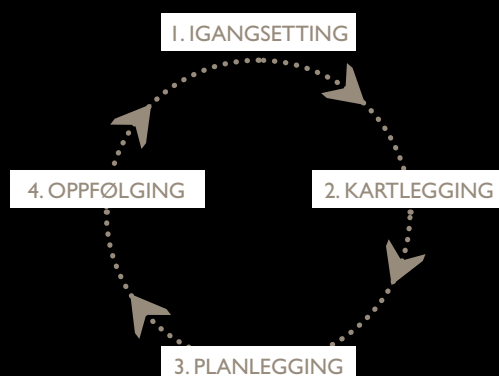 1. IGANGSETTING
2. KARTLEGGING
3. PLANLEGGING
4. OPPFØLGING